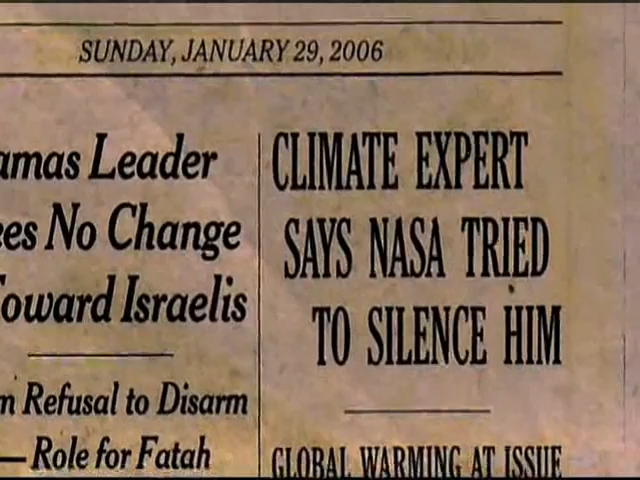 SUNDAY, JANUARY 29, 2006
amas Leader
ees No Change
oward Israelis
n Refusal to Disarm
— Role for Fatah
CLIMATE EXPERT
SAYS NASA TRIED
TO SILENCE HIM
GLOBAL WARMING AT ISSUE